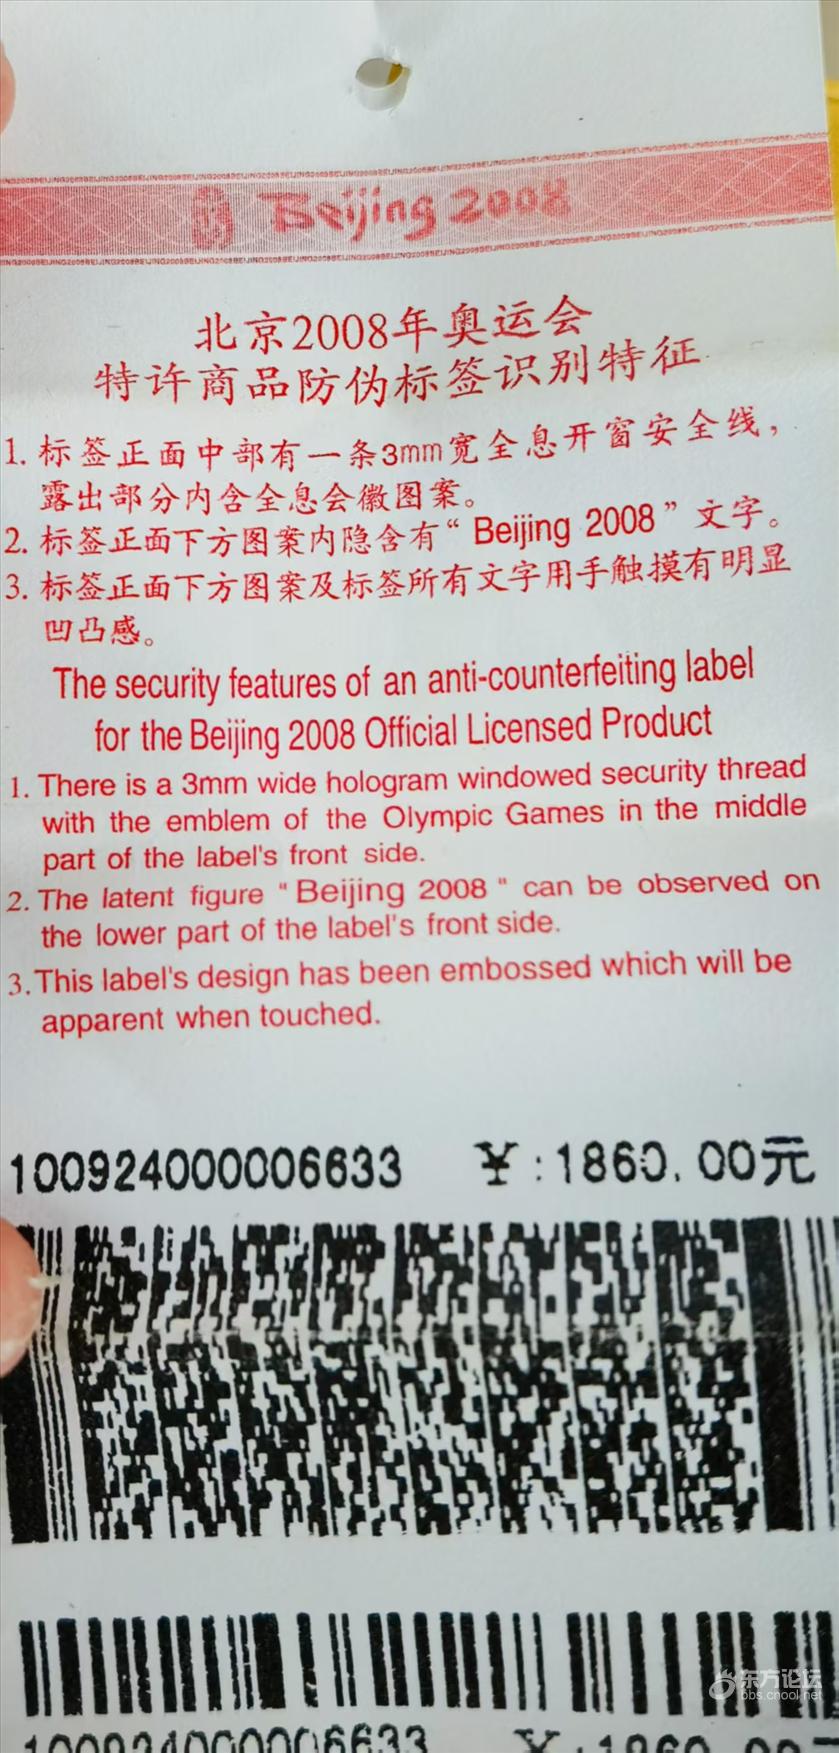 Beijing 2008
北京2008年奥运会
特许商品防伪标签识别特征
1. 标签正面中部有一条3mm宽全息开窗安全线，
露出部分内含全息会徽图案。
2. 标签正面下方图案内隐含有“Beijing 2008”文字。
3. 标签正面下方图案及标签所有文字用手触摸有明显
凹凸感。
The security features of an anti-counterfeiting label
for the Beijing 2008 Official Licensed Product
1. There is a 3mm wide hologram windowed security thread
with the emblem of the Olympic Games in the middle
part of the label's front side.
2. The latent figure "Beijing 2008" can be observed on
the lower part of the label's front side.
3. This label's design has been embossed which will be
apparent when touched.
100924000006633 ¥:1860.00元
100924000006633 ¥:1860.00元
东方论坛
bbs.cnool.net